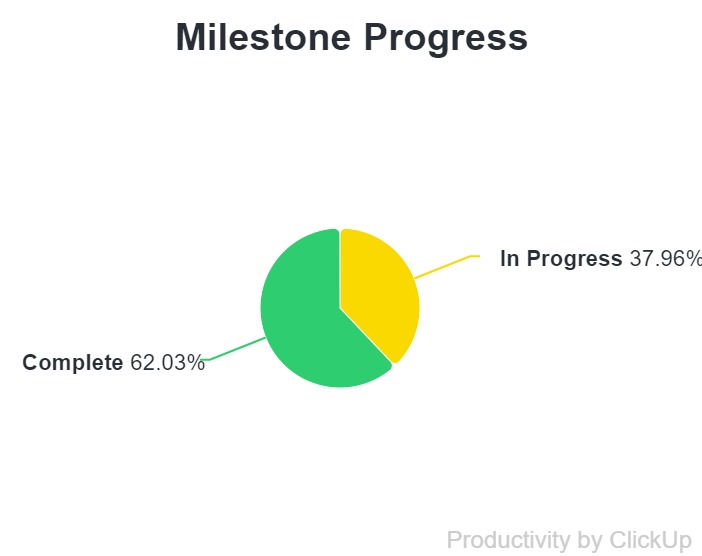 Milestone Progress
In Progress 37.96%
Complete 62.03%
Productivity by ClickUp